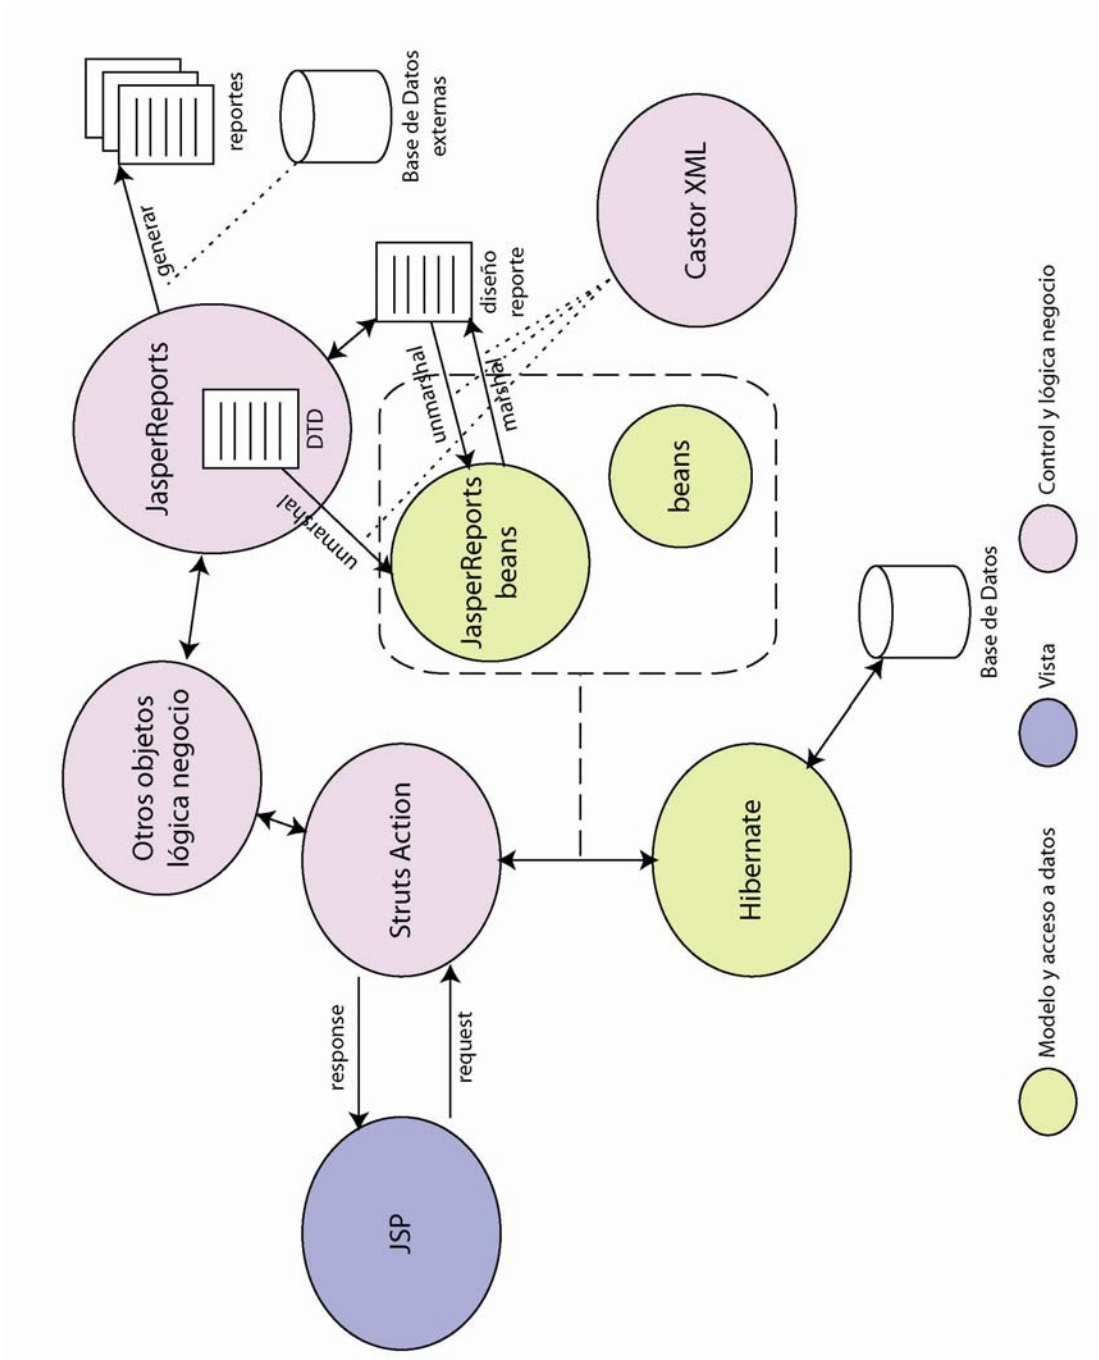 reportes
Base de Datos
externas
generar
JasperReports
DTD
diseño
reporte
unmarshal
marshal
unmarshal
Castor XML
JasperReports
beans
beans
Otros objetos
lógica negocio
Struts Action
response
request
JSP
Hibernate
Base de Datos
Modelo y acceso a datos
Vista
Control y lógica negocio